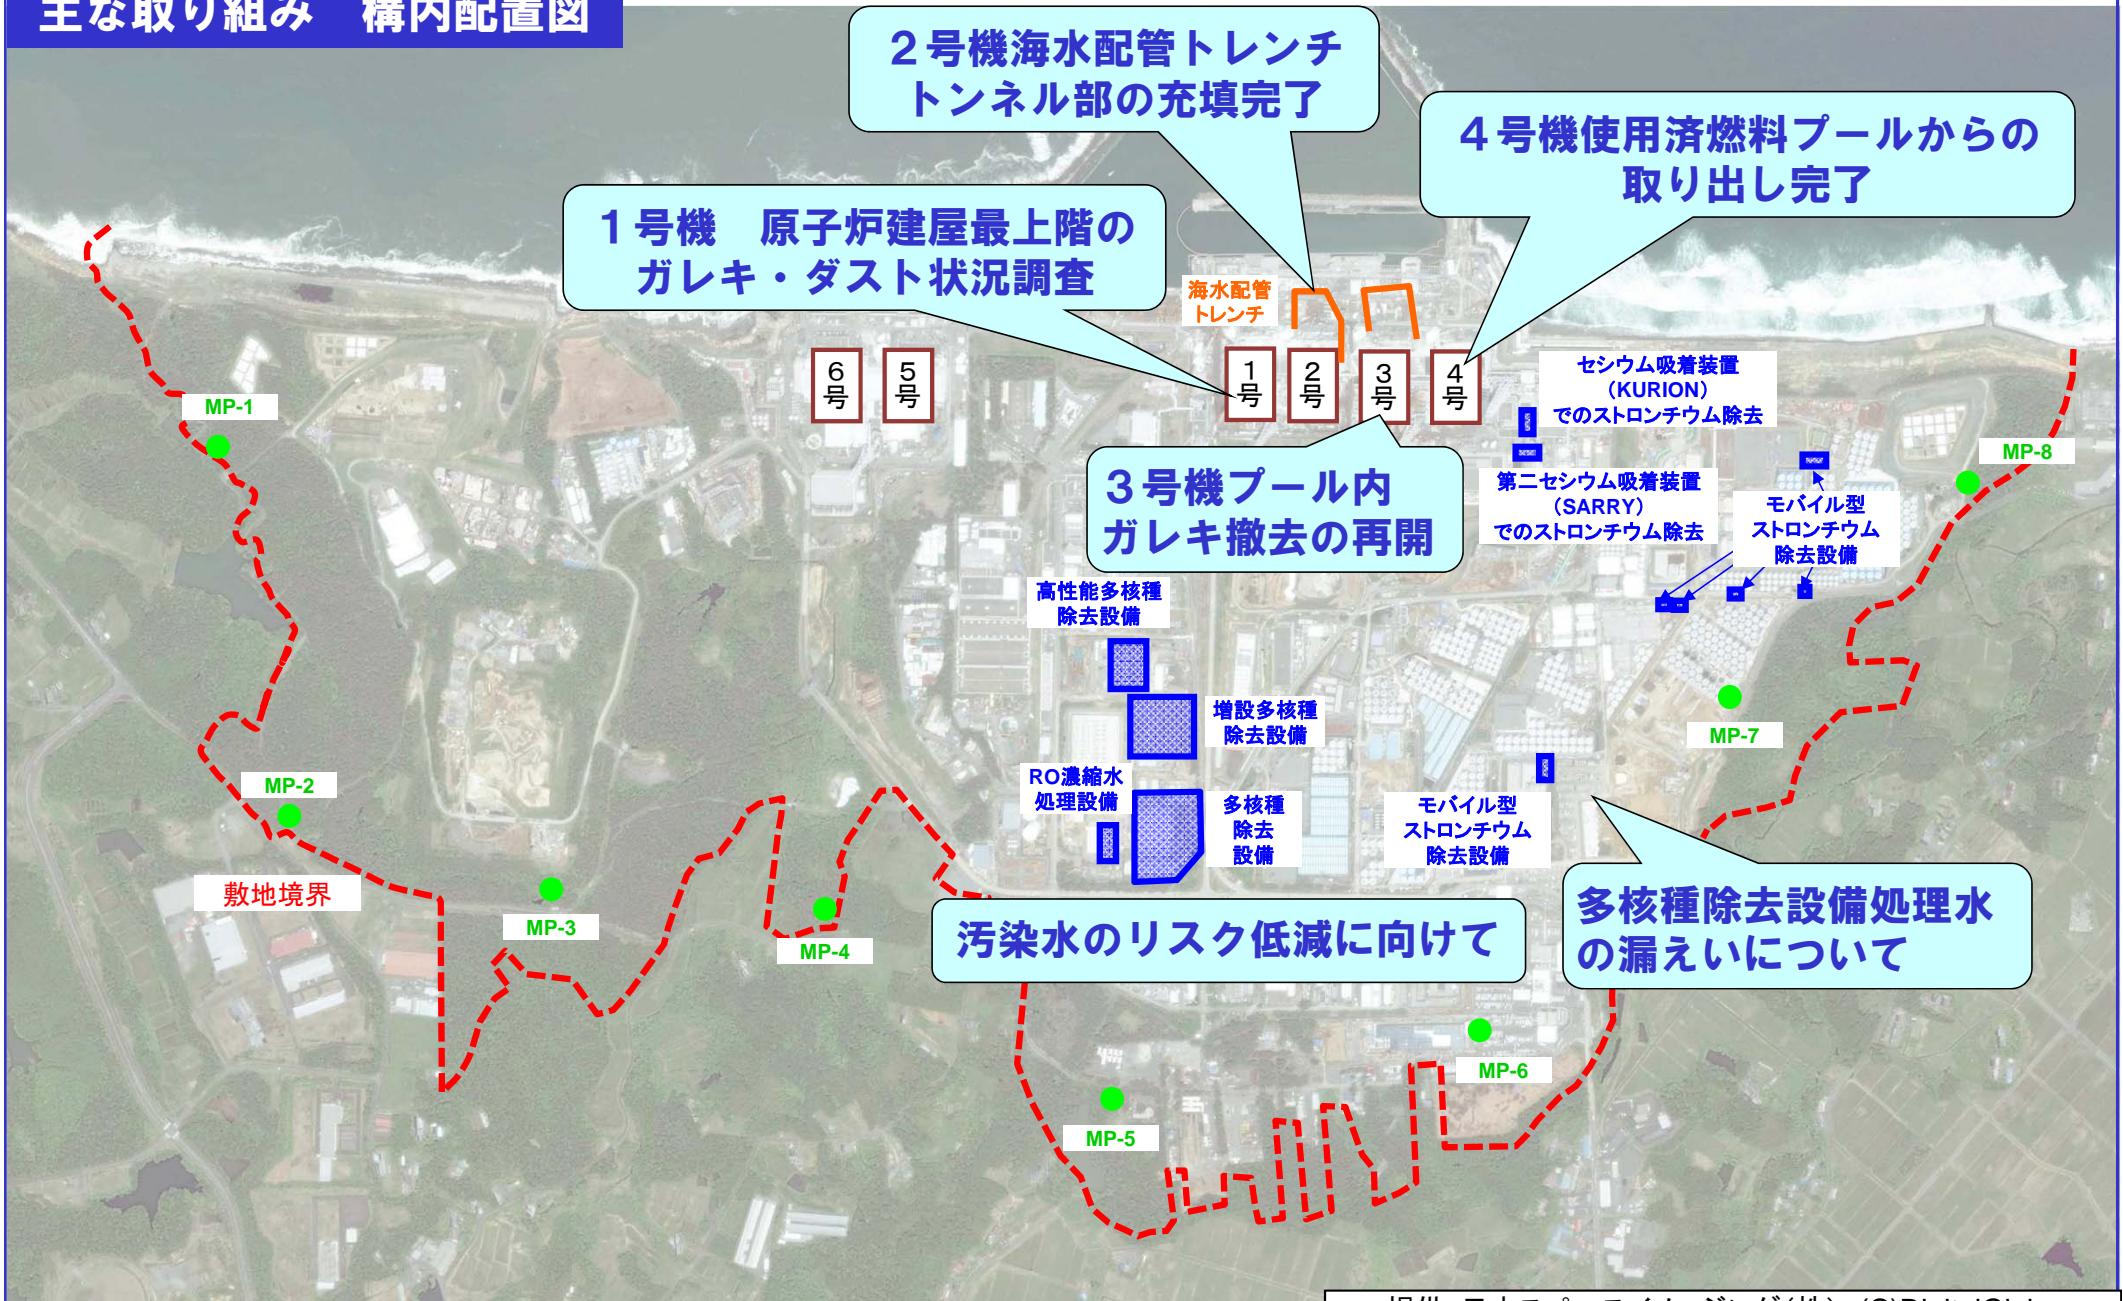 主な取り組み　構内配置図
２号機海水配管トレンチ
トンネル部の充填完了
４号機使用済燃料プールからの
取り出し完了
１号機　原子炉建屋最上階の
ガレキ・ダスト状況調査
海水配管
トレンチ
6号
5号
1号
2号
3号
4号
セシウム吸着装置
（KURION）
でのストロンチウム除去
MP-1
MP-8
３号機プール内
ガレキ撤去の再開
第二セシウム吸着装置
（SARRY）
でのストロンチウム除去
モバイル型
ストロンチウム
除去設備
高性能多核種
除去設備
増設多核種
除去設備
MP-7
MP-2
RO濃縮水
処理設備
多核種
除去
設備
モバイル型
ストロンチウム
除去設備
敷地境界
MP-3
MP-4
汚染水のリスク低減に向けて
多核種除去設備処理水
の漏えいについて
MP-6
MP-5